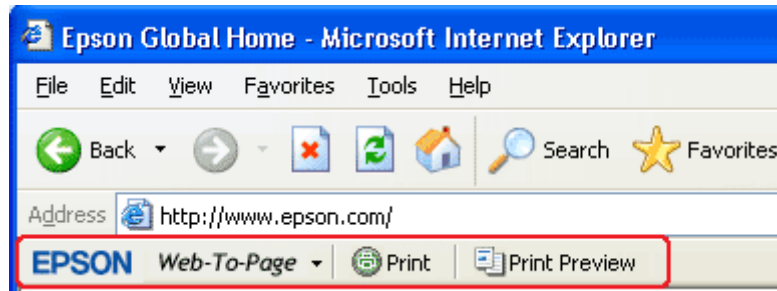 Epson Global Home - Microsoft Internet Explorer
File Edit View Favorites Tools Help
Back Search Favorites
Address http://www.epson.com/
EPSON Web-To-Page Print Print Preview